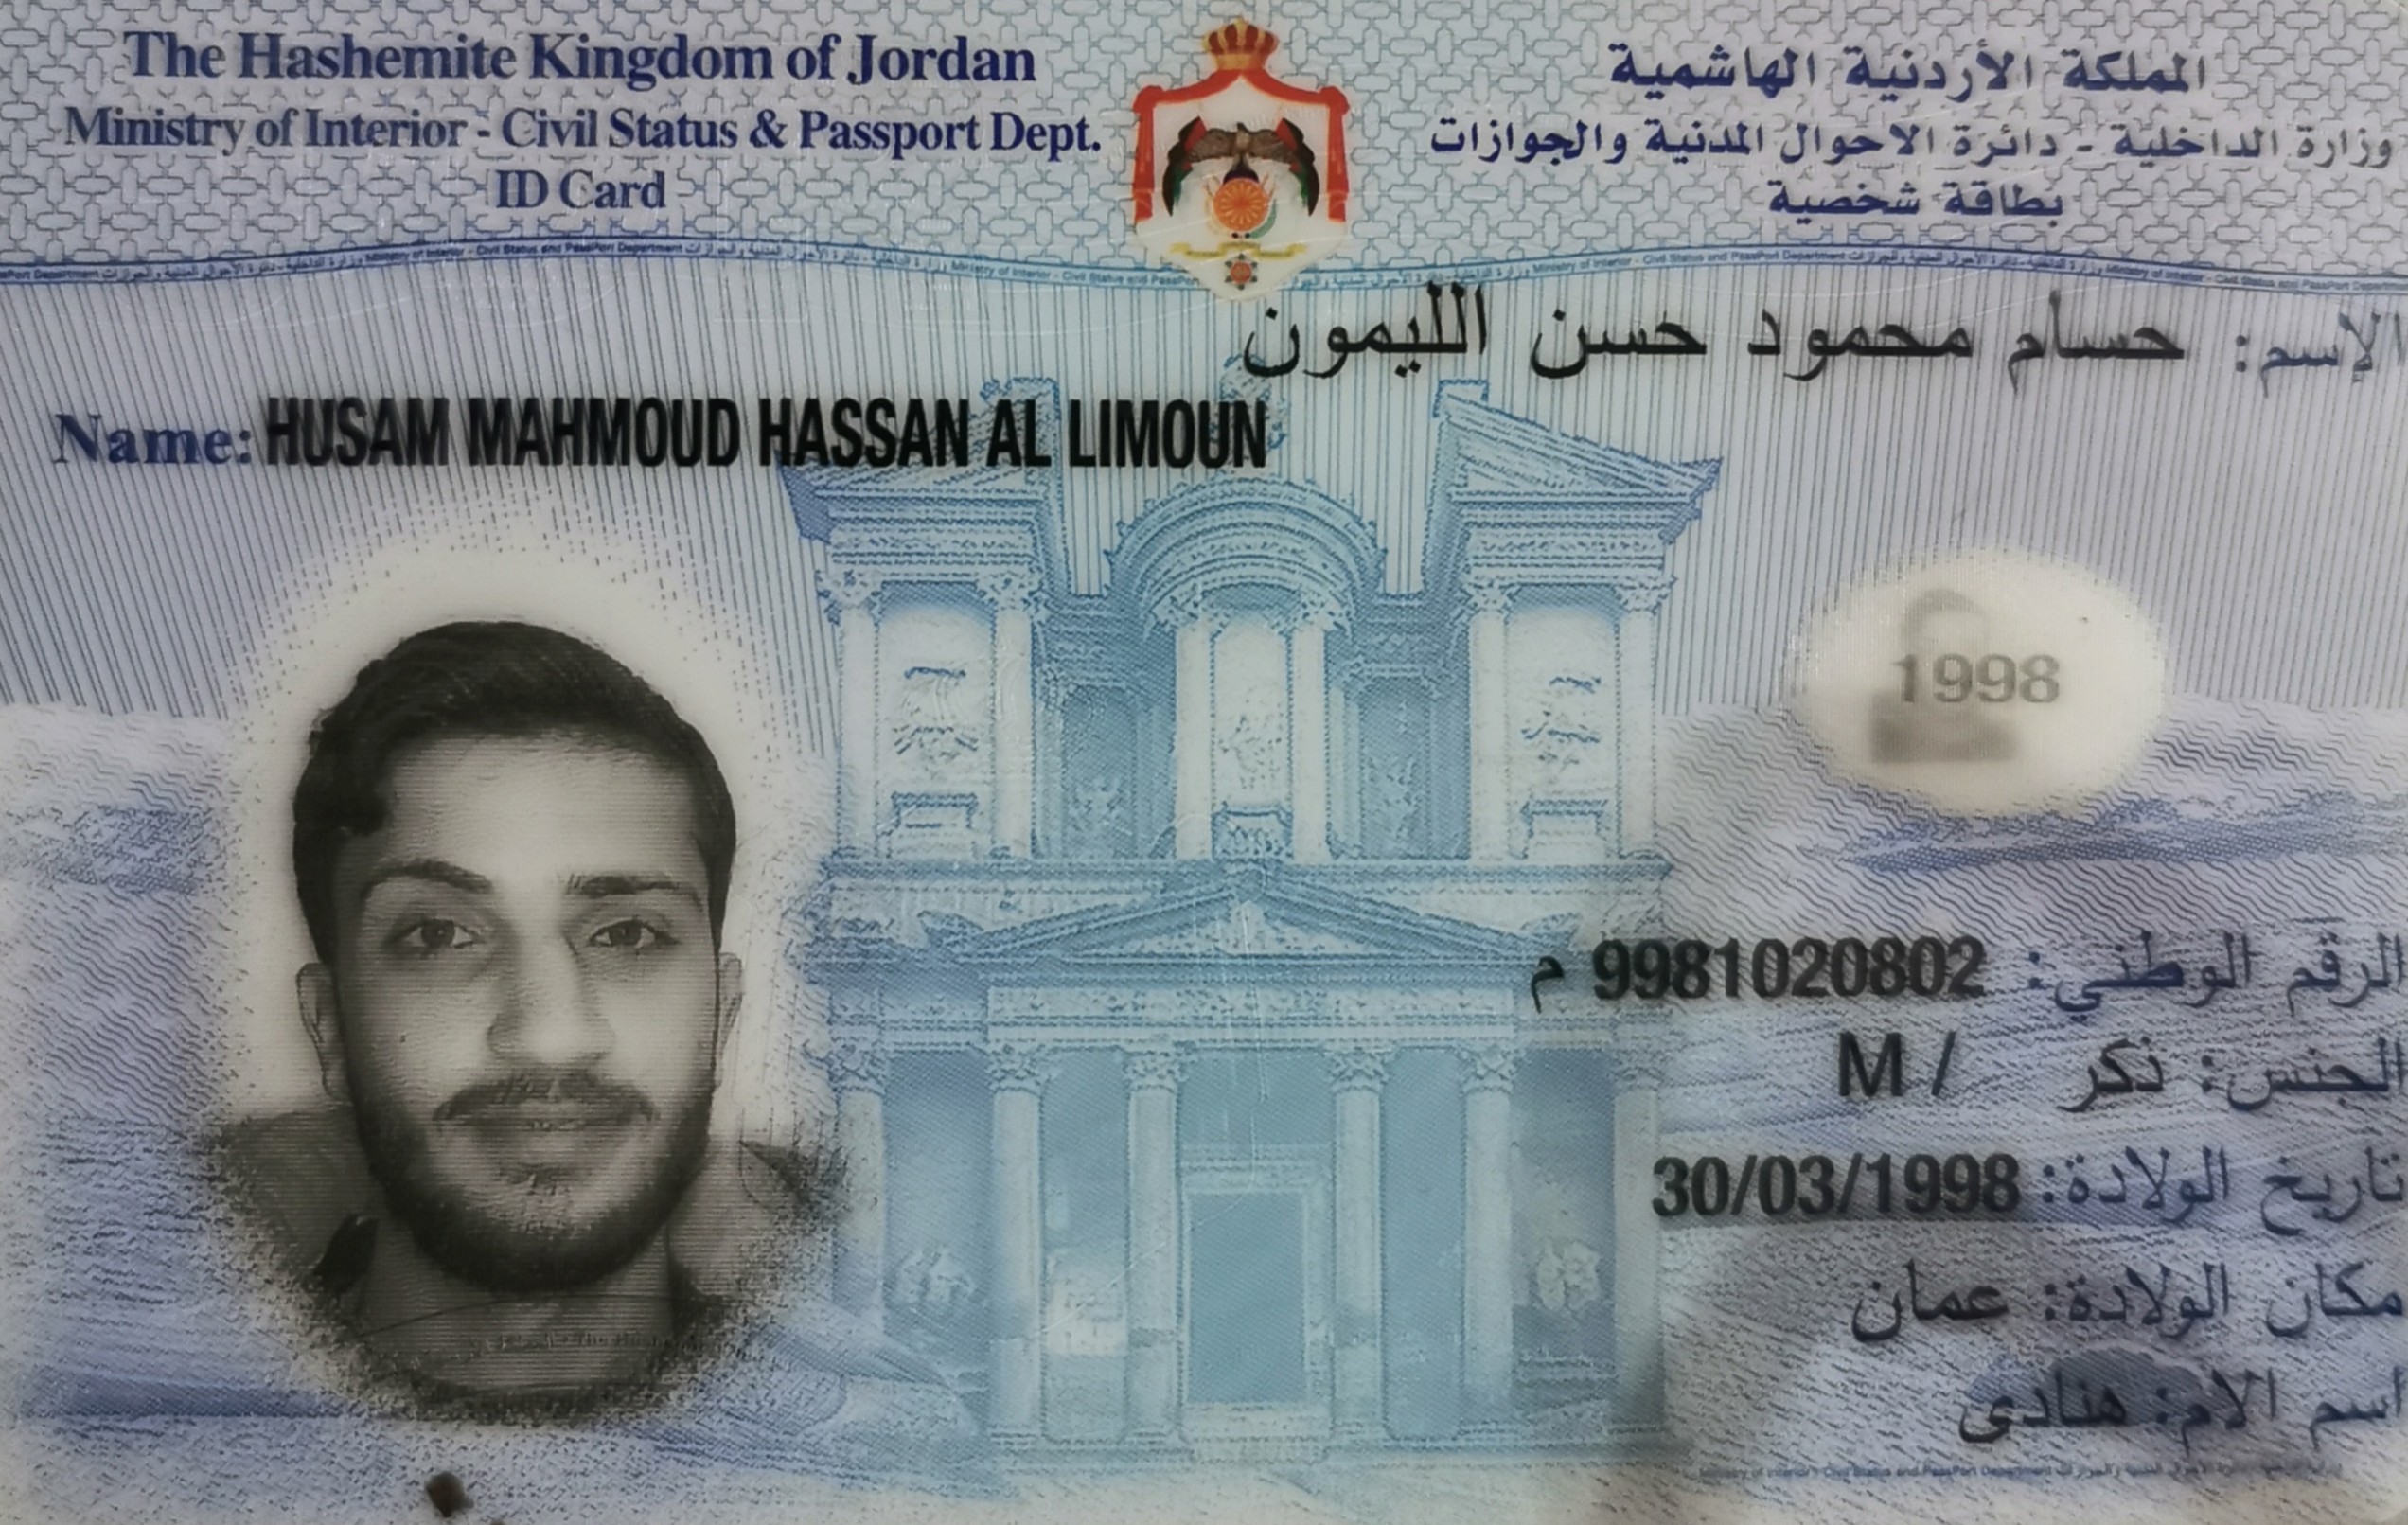 The Hashemite Kingdom of Jordan
Ministry of Interior - Civil Status & Passport Dept.
ID Card
المملكة الأردنية الهاشمية
وزارة الداخلية - دائرة الاحوال المدنية والجوازات
بطاقة شخصية
الإسم: حسام محمود حسن الليمون
Name: HUSAM MAHMOUD HASSAN AL LIMOUN
1998
الرقم الوطني: 9981020802 م
الجنس: ذكر / M
تاريخ الولادة: 30/03/1998
مكان الولادة: عمان
اسم الام: هنادى